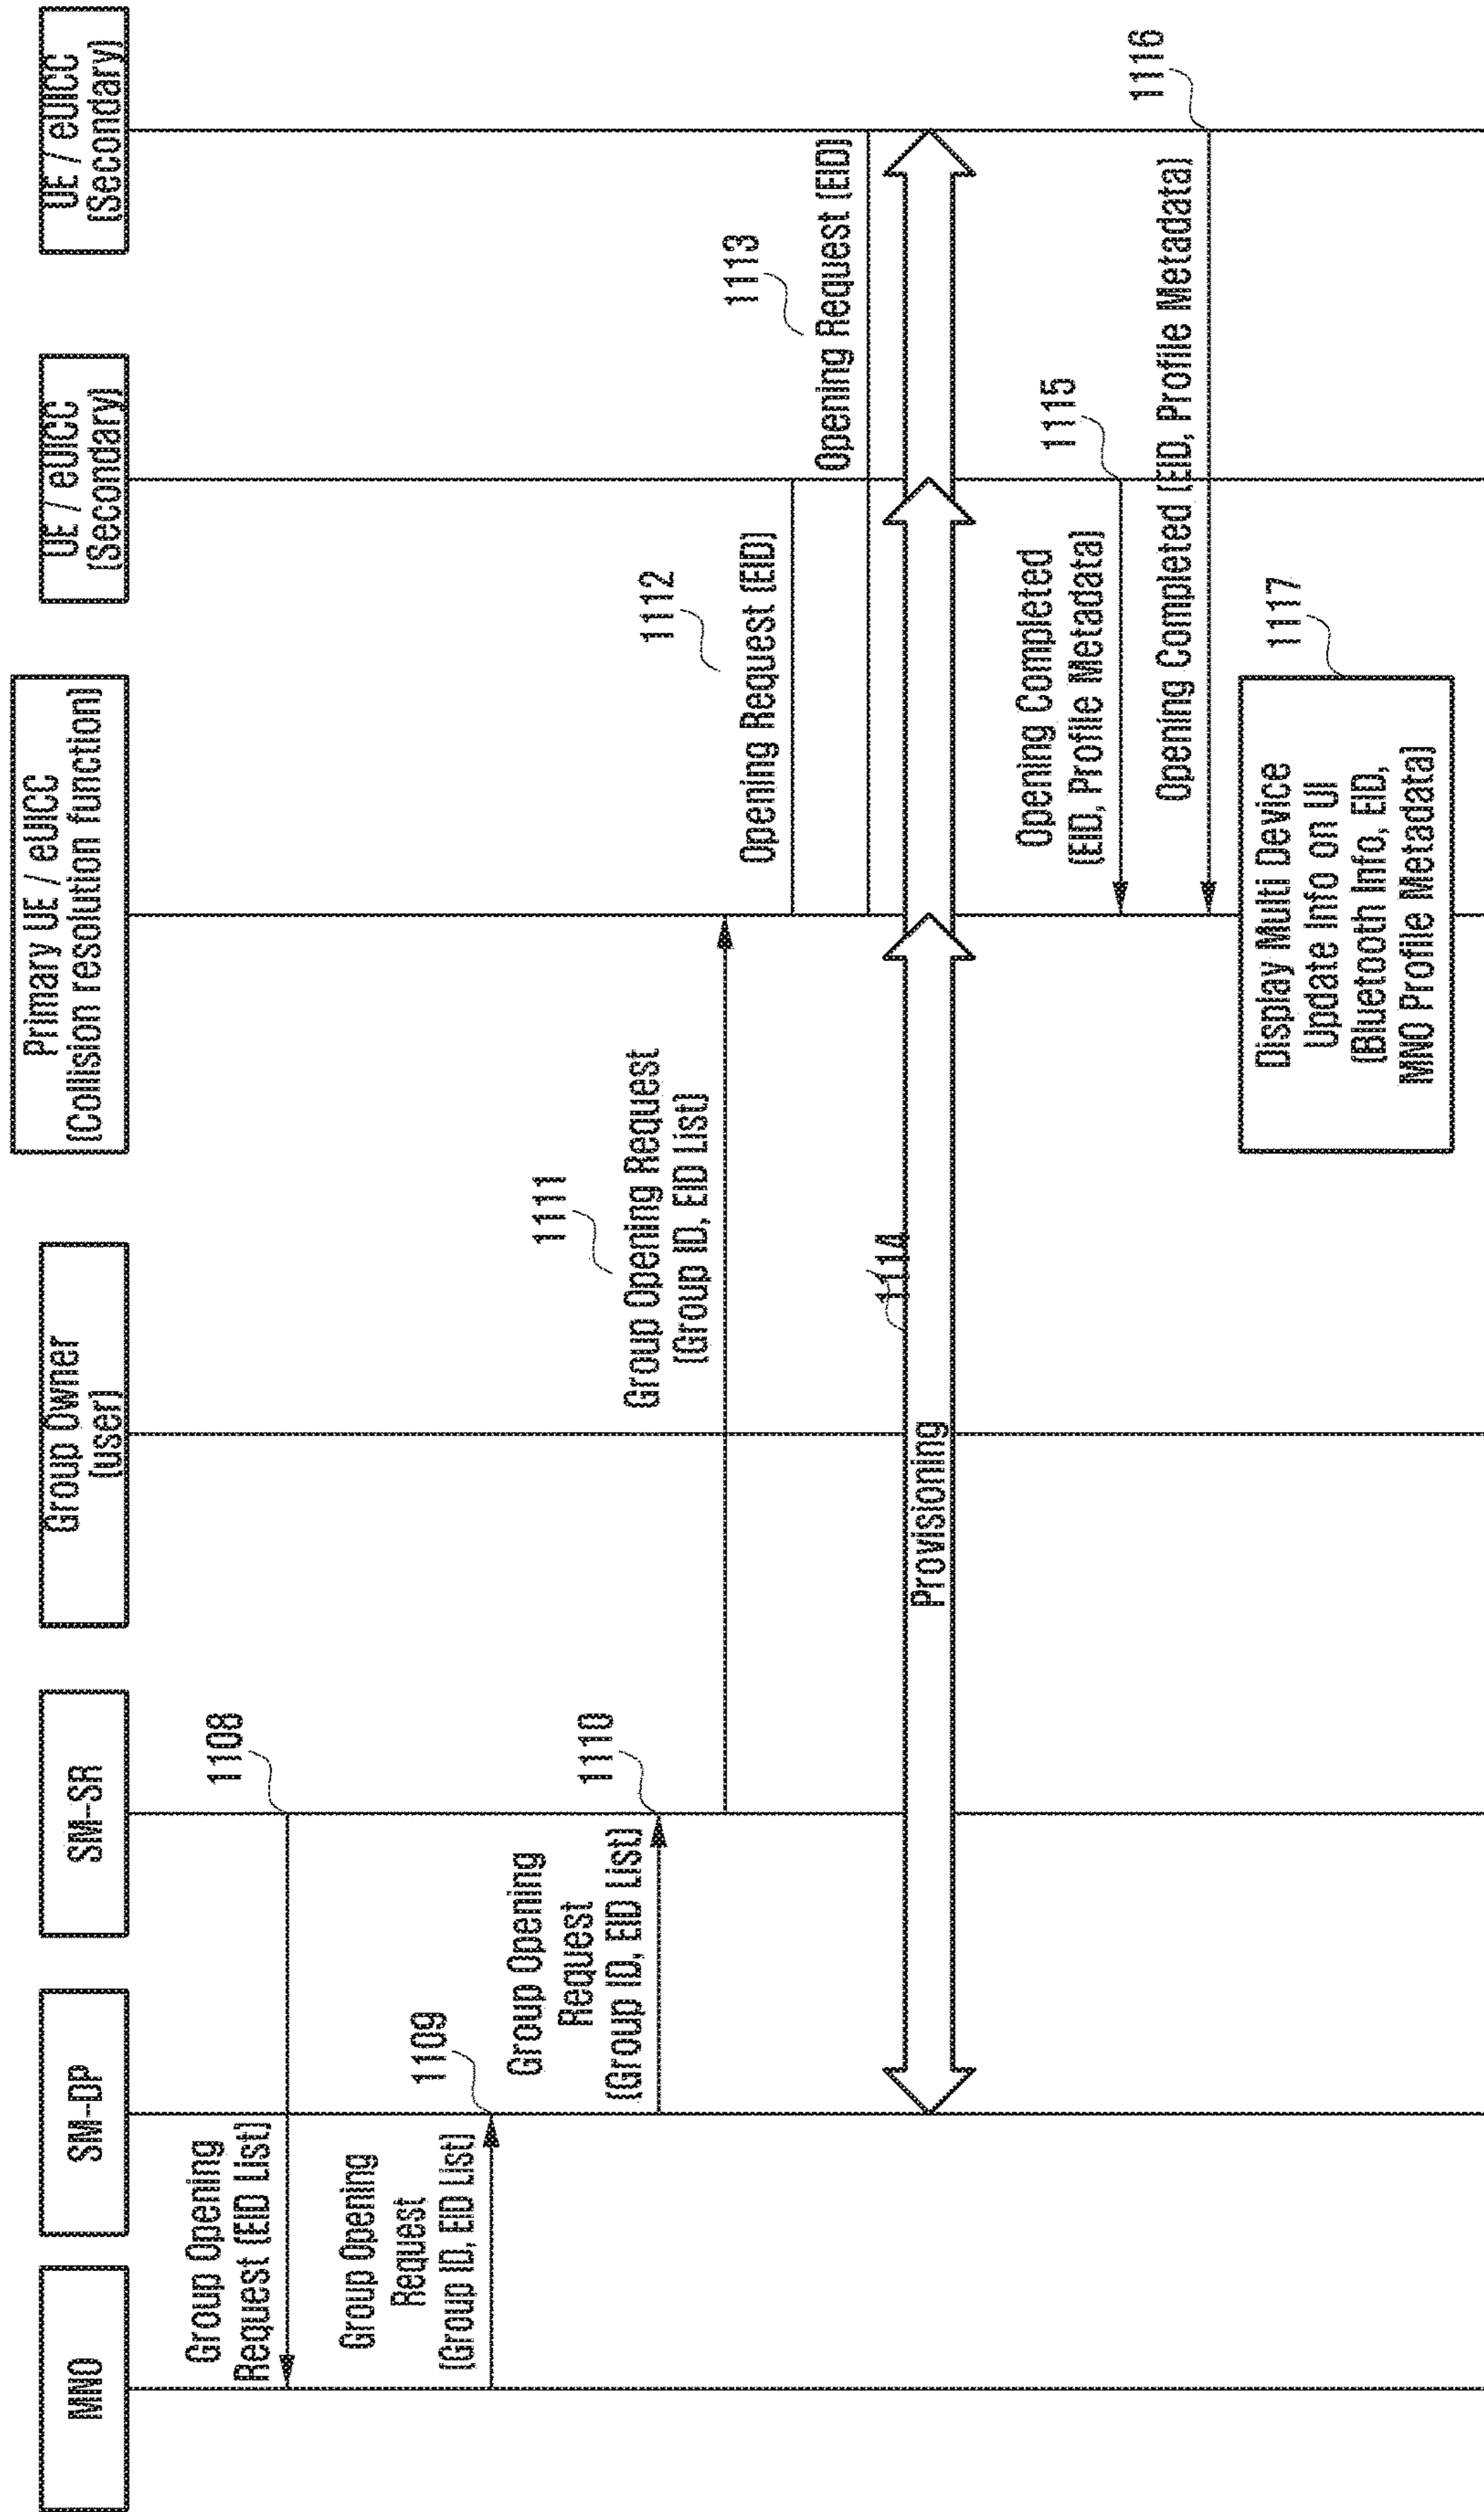 MNO
SM-DP
SM-SR
Group Owner
(user)
Primary UE / eUICC
(Collision resolution function)
UE / eUICC
(Secondary)
UE / eUICC
(Secondary)
1108
Group Opening
Request (EID List)
1109
Group Opening
Request
(Group ID, EID List)
1110
Group Opening
Request
(Group ID, EID List)
1111
Group Opening Request
(Group ID, EID List)
1112
Opening Request (EID)
1113
Opening Request (EID)
1114
Provisioning
1115
Opening Completed
(EID, Profile Metadata)
1116
Opening Completed (EID, Profile Metadata)
1117
Display Multi Device
Update Info on UI
(Bluetooth Info, EID,
MNO Profile Metadata)